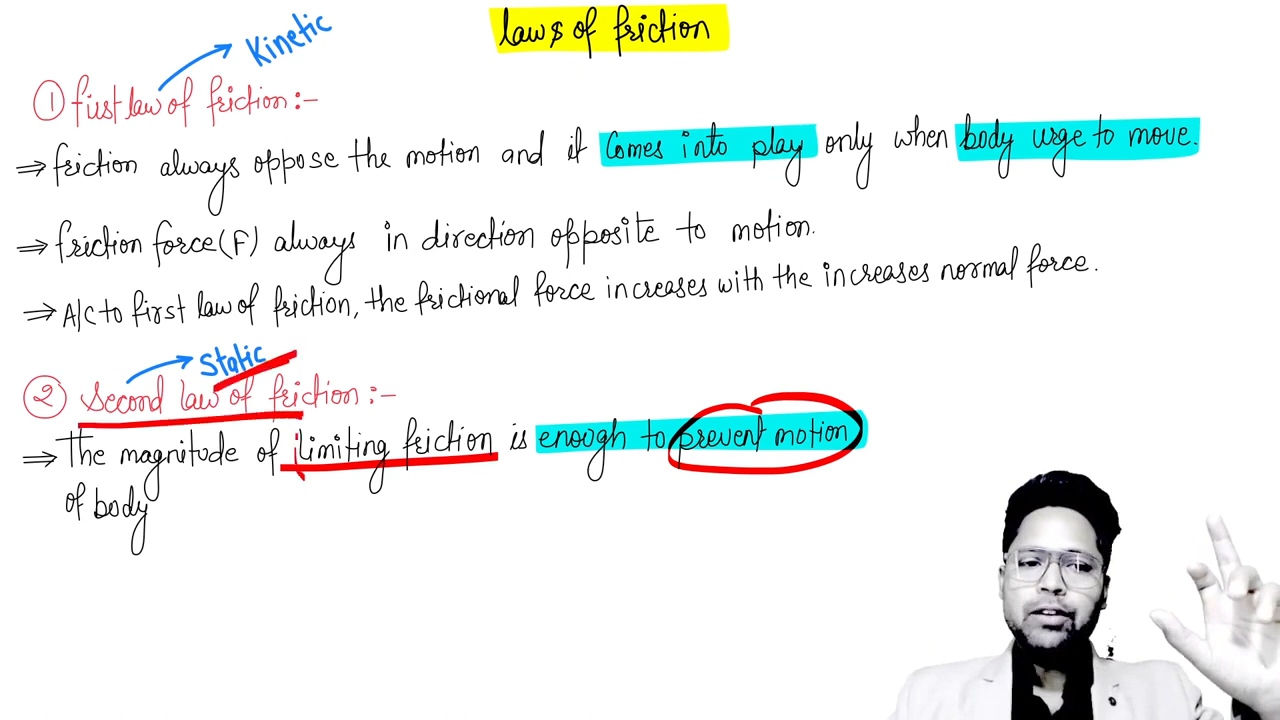 laws of friction
Kinetic
① first law of friction :-
⇒ friction always oppose the motion and it Comes into play only when body urge to move.
⇒ friction force (F) always in direction opposite to motion.
⇒ A/C to first law of friction, the frictional force increases with the increases normal force.
Static
② Second law of friction :-
⇒ The magnitude of limiting friction is enough to prevent motion
of body